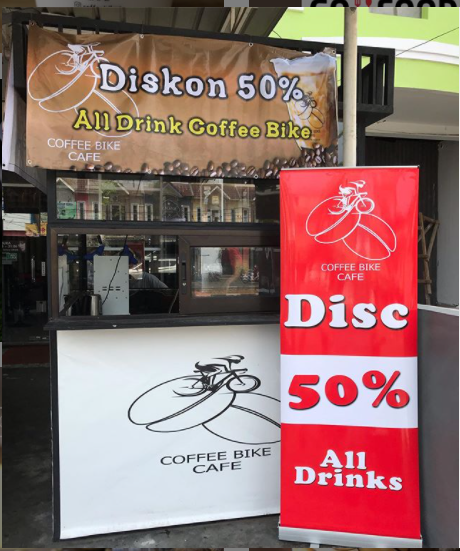 Diskon 50%
All Drink Coffee Bike
COFFEE BIKE
CAFE
COFFEE BIKE
CAFE
Disc
50%
All
Drinks
COFFEE BIKE
CAFE